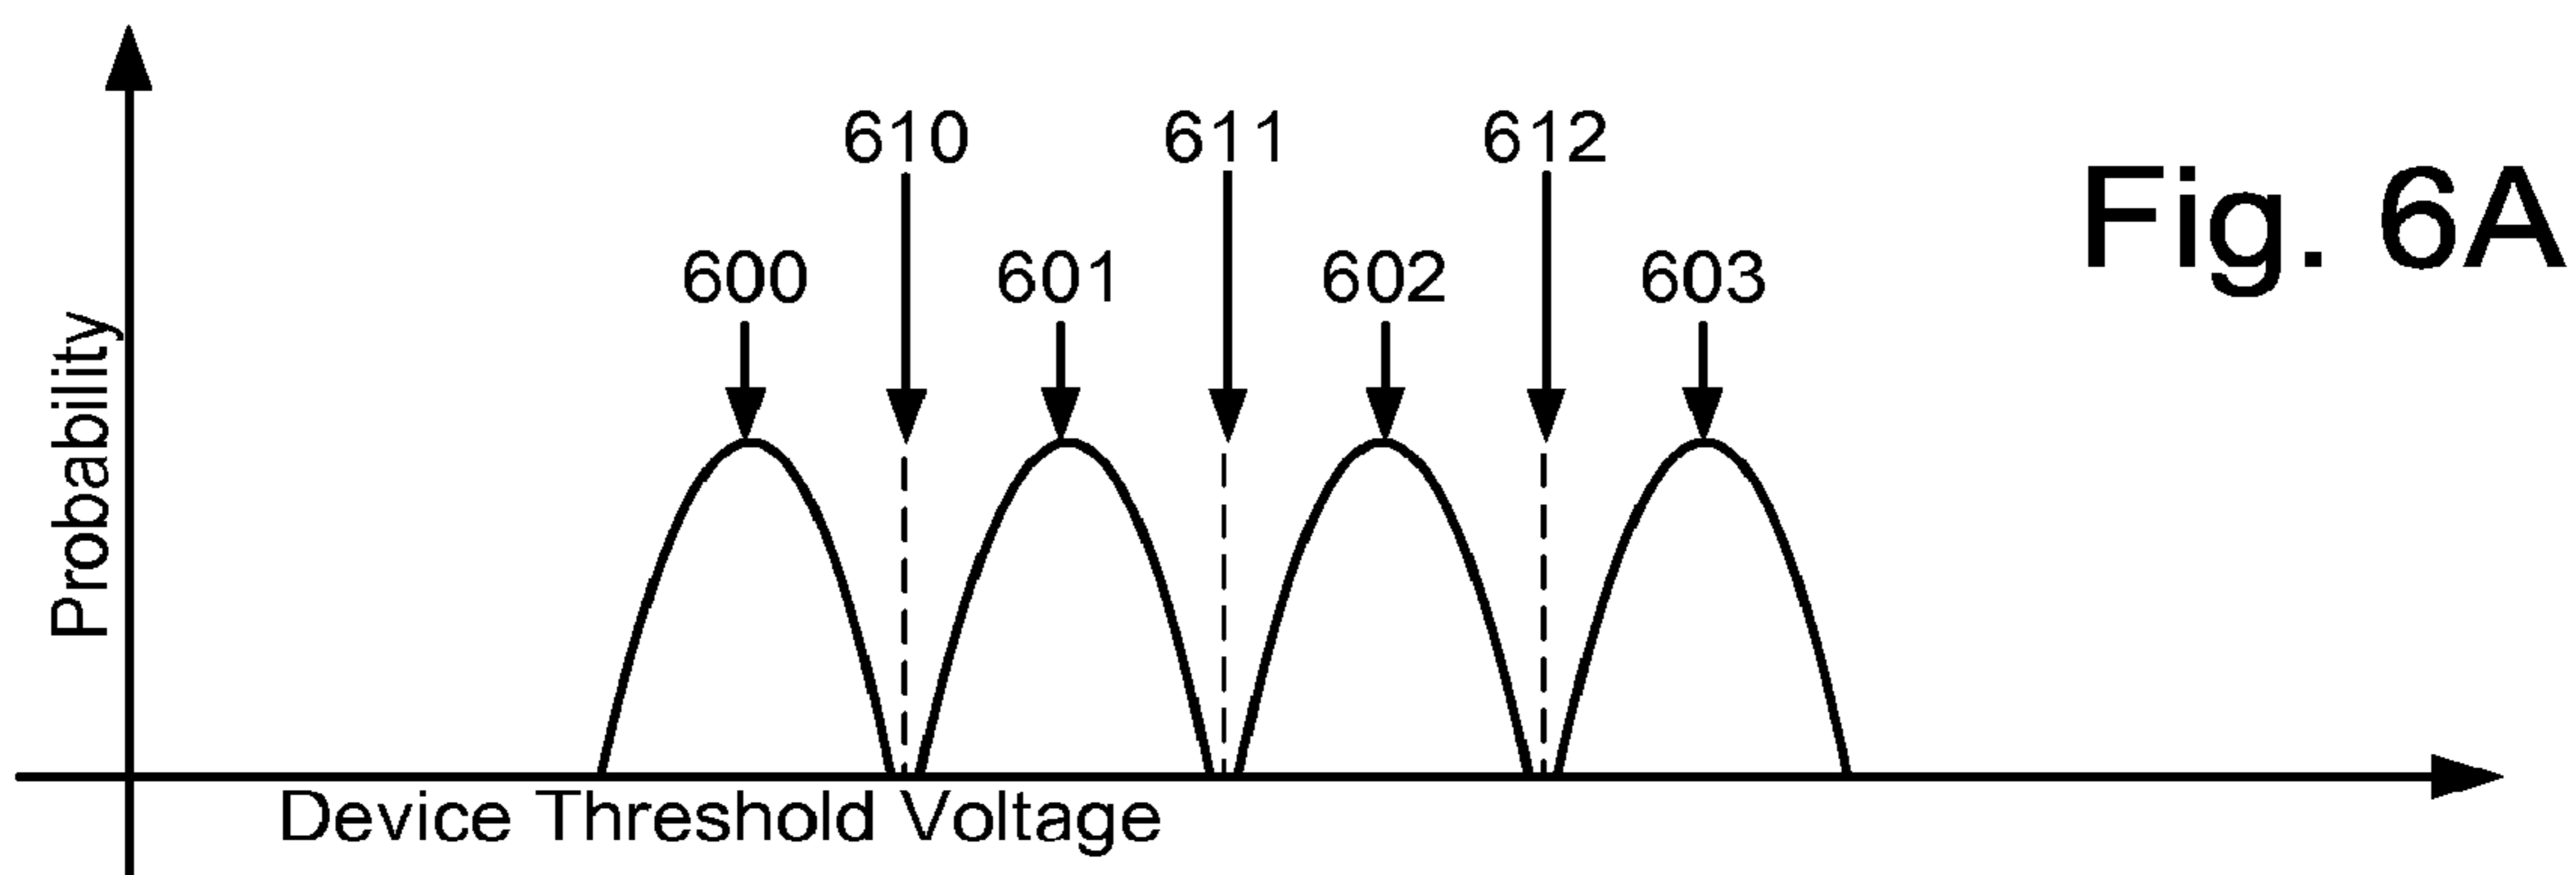 610 611 612
Fig. 6A
600 601 602 603
Probability
Device Threshold Voltage